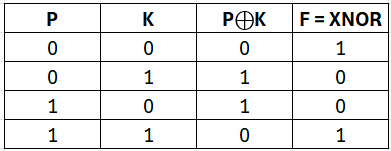 P K P⨁K F = XNOR
0 0 0 1
0 1 1 0
1 0 1 0
1 1 0 1